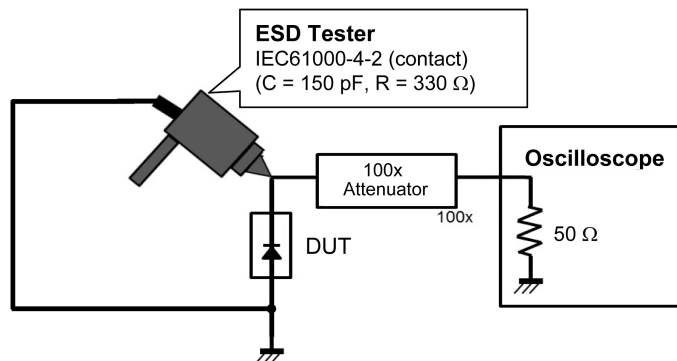 ESD Tester
IEC61000-4-2 (contact)
(C = 150 pF, R = 330 Ω)
100x
Attenuator
100x
Oscilloscope
50 Ω
DUT